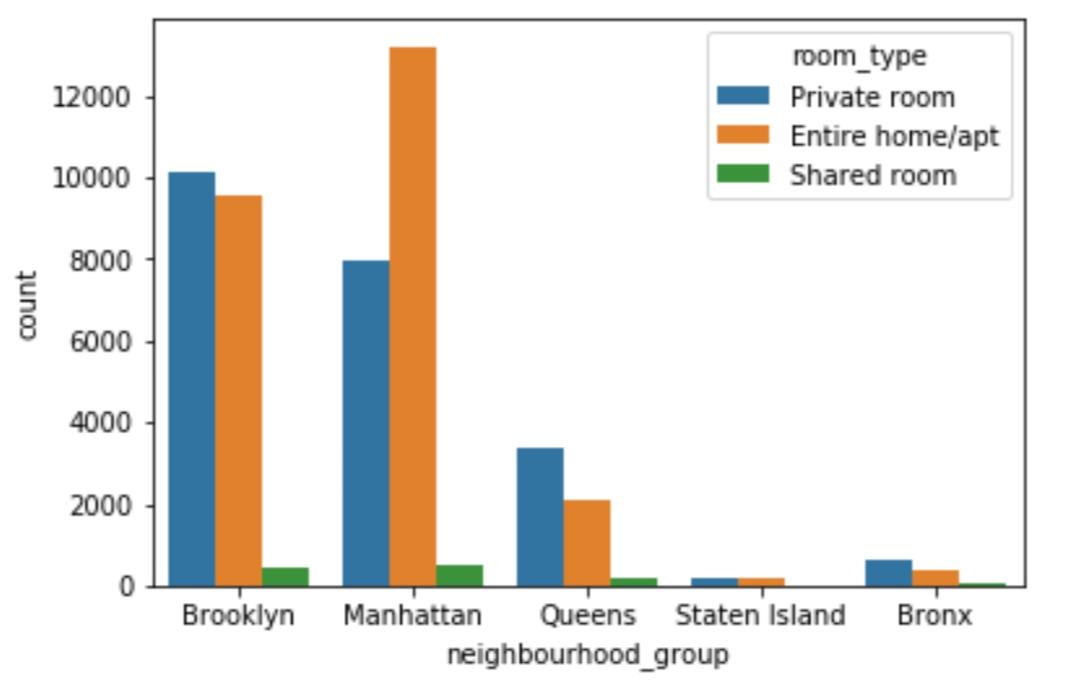 room_type
Private room
Entire home/apt
Shared room
12000
10000
8000
6000
4000
2000
0
count
Brooklyn Manhattan Queens Staten Island Bronx
neighbourhood_group